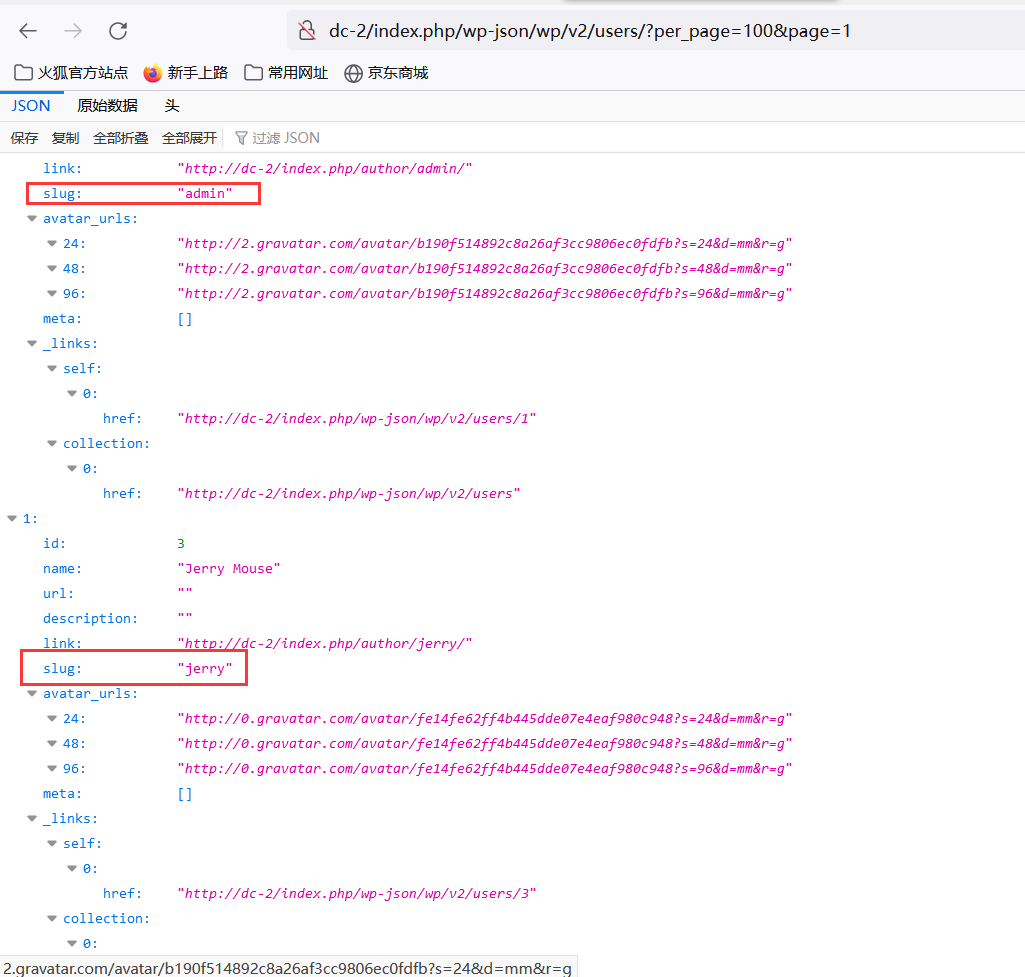 dc-2/index.php/wp-json/wp/v2/users/?per_page=100&page=1
火狐官方站点 新手上路 常用网址 京东商城
JSON 原始数据 头
保存 复制 全部折叠 全部展开 过滤 JSON
link: "http://dc-2/index.php/author/admin/"
slug: "admin"
avatar_urls:
24: "http://2.gravatar.com/avatar/b190f514892c8a26af3cc9806ec0fdfb?s=24&d=mm&r=g"
48: "http://2.gravatar.com/avatar/b190f514892c8a26af3cc9806ec0fdfb?s=48&d=mm&r=g"
96: "http://2.gravatar.com/avatar/b190f514892c8a26af3cc9806ec0fdfb?s=96&d=mm&r=g"
meta: []
_links:
self:
0:
href: "http://dc-2/index.php/wp-json/wp/v2/users/1"
collection:
0:
href: "http://dc-2/index.php/wp-json/wp/v2/users"
1:
id: 3
name: "Jerry Mouse"
url: ""
description: ""
link: "http://dc-2/index.php/author/jerry/"
slug: "jerry"
avatar_urls:
24: "http://0.gravatar.com/avatar/fe14fe62ff4b445dde07e4eaf980c948?s=24&d=mm&r=g"
48: "http://0.gravatar.com/avatar/fe14fe62ff4b445dde07e4eaf980c948?s=48&d=mm&r=g"
96: "http://0.gravatar.com/avatar/fe14fe62ff4b445dde07e4eaf980c948?s=96&d=mm&r=g"
meta: []
_links:
self:
0:
href: "http://dc-2/index.php/wp-json/wp/v2/users/3"
collection:
0:
2.gravatar.com/avatar/b190f514892c8a26af3cc9806ec0fdfb?s=24&d=mm&r=g